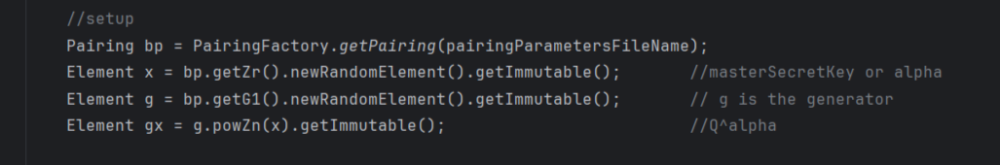 //setup
Pairing bp = PairingFactory.getPairing(pairingParametersFileName);
Element x = bp.getZr().newRandomElement().getImmutable();        //masterSecretKey or alpha
Element g = bp.getG1().newRandomElement().getImmutable();        // g is the generator
Element gx = g.powZn(x).getImmutable();                          //Q^alpha